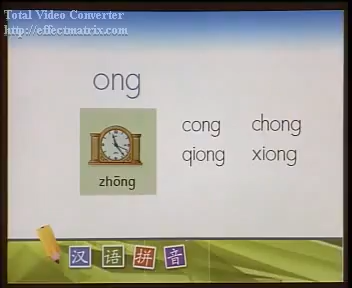 Total Video Converter
http://effectmatrix.com
ong
cong chong
qiong xiong
zhōng
汉语拼音